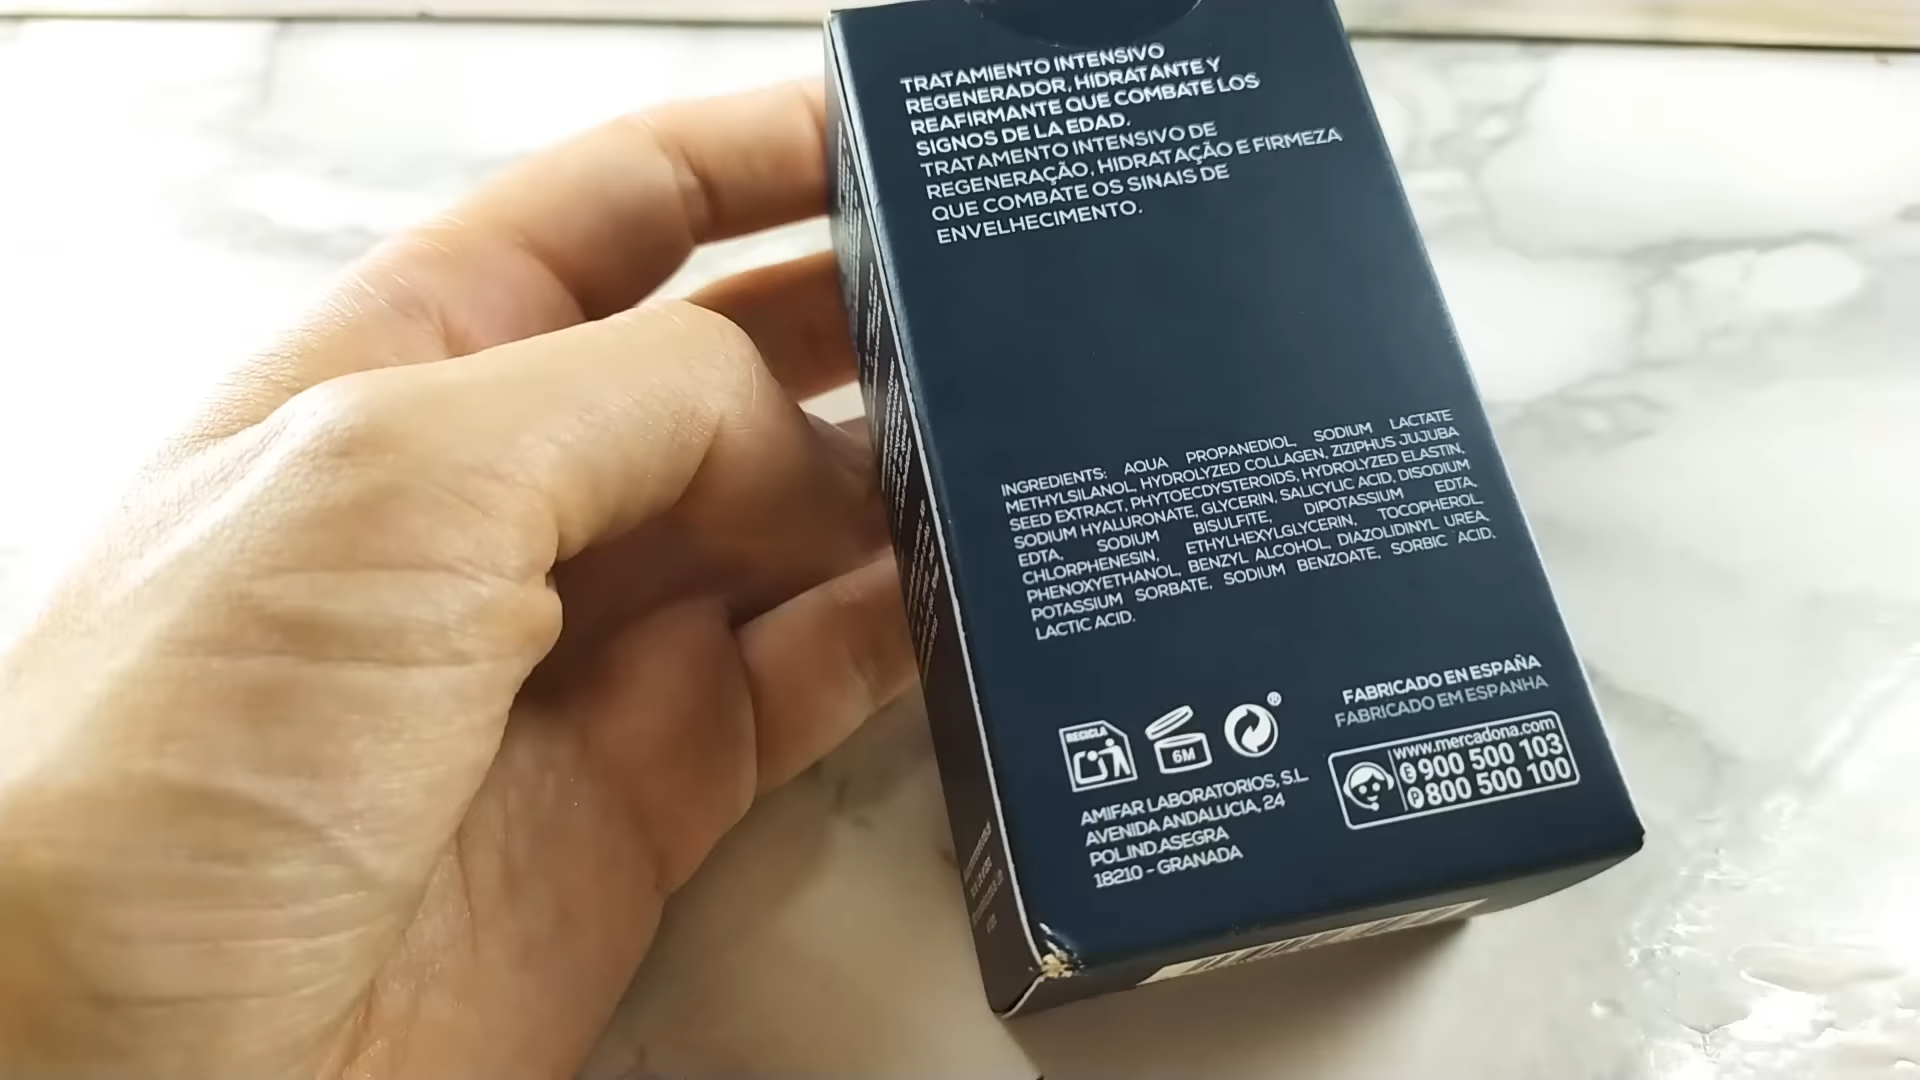 TRATAMIENTO INTENSIVO
REGENERADOR, HIDRATANTE Y
REAFIRMANTE QUE COMBATE LOS
SIGNOS DE LA EDAD.
TRATAMENTO INTENSIVO DE
REGENERAÇÃO, HIDRATAÇÃO E FIRMEZA
QUE COMBATE OS SINAIS DE
ENVELHECIMENTO.
INGREDIENTS: AQUA PROPANEDIOL, SODIUM LACTATE
METHYLSILANOL, HYDROLYZED COLLAGEN, ZIZIPHUS JUJUBA
SEED EXTRACT, PHYTOECDYSTEROIDS, HYDROLYZED ELASTIN,
SODIUM HYALURONATE, GLYCERIN, SALICYLIC ACID, DISODIUM
EDTA, SODIUM BISULFITE, DIPOTASSIUM EDTA,
CHLORPHENESIN, ETHYLHEXYLGLYCERIN, TOCOPHEROL,
PHENOXYETHANOL, BENZYL ALCOHOL, DIAZOLIDINYL UREA,
POTASSIUM SORBATE, SODIUM BENZOATE, SORBIC ACID,
LACTIC ACID.
FABRICADO EN ESPAÑA
FABRICADO EM ESPANHA
RECICLA
6M
®
www.mercadona.com
E 900 500 103
P 800 500 100
AMIFAR LABORATORIOS, S.L
AVENIDA ANDALUCIA, 24
POL.IND ASEGRA
18210 - GRANADA